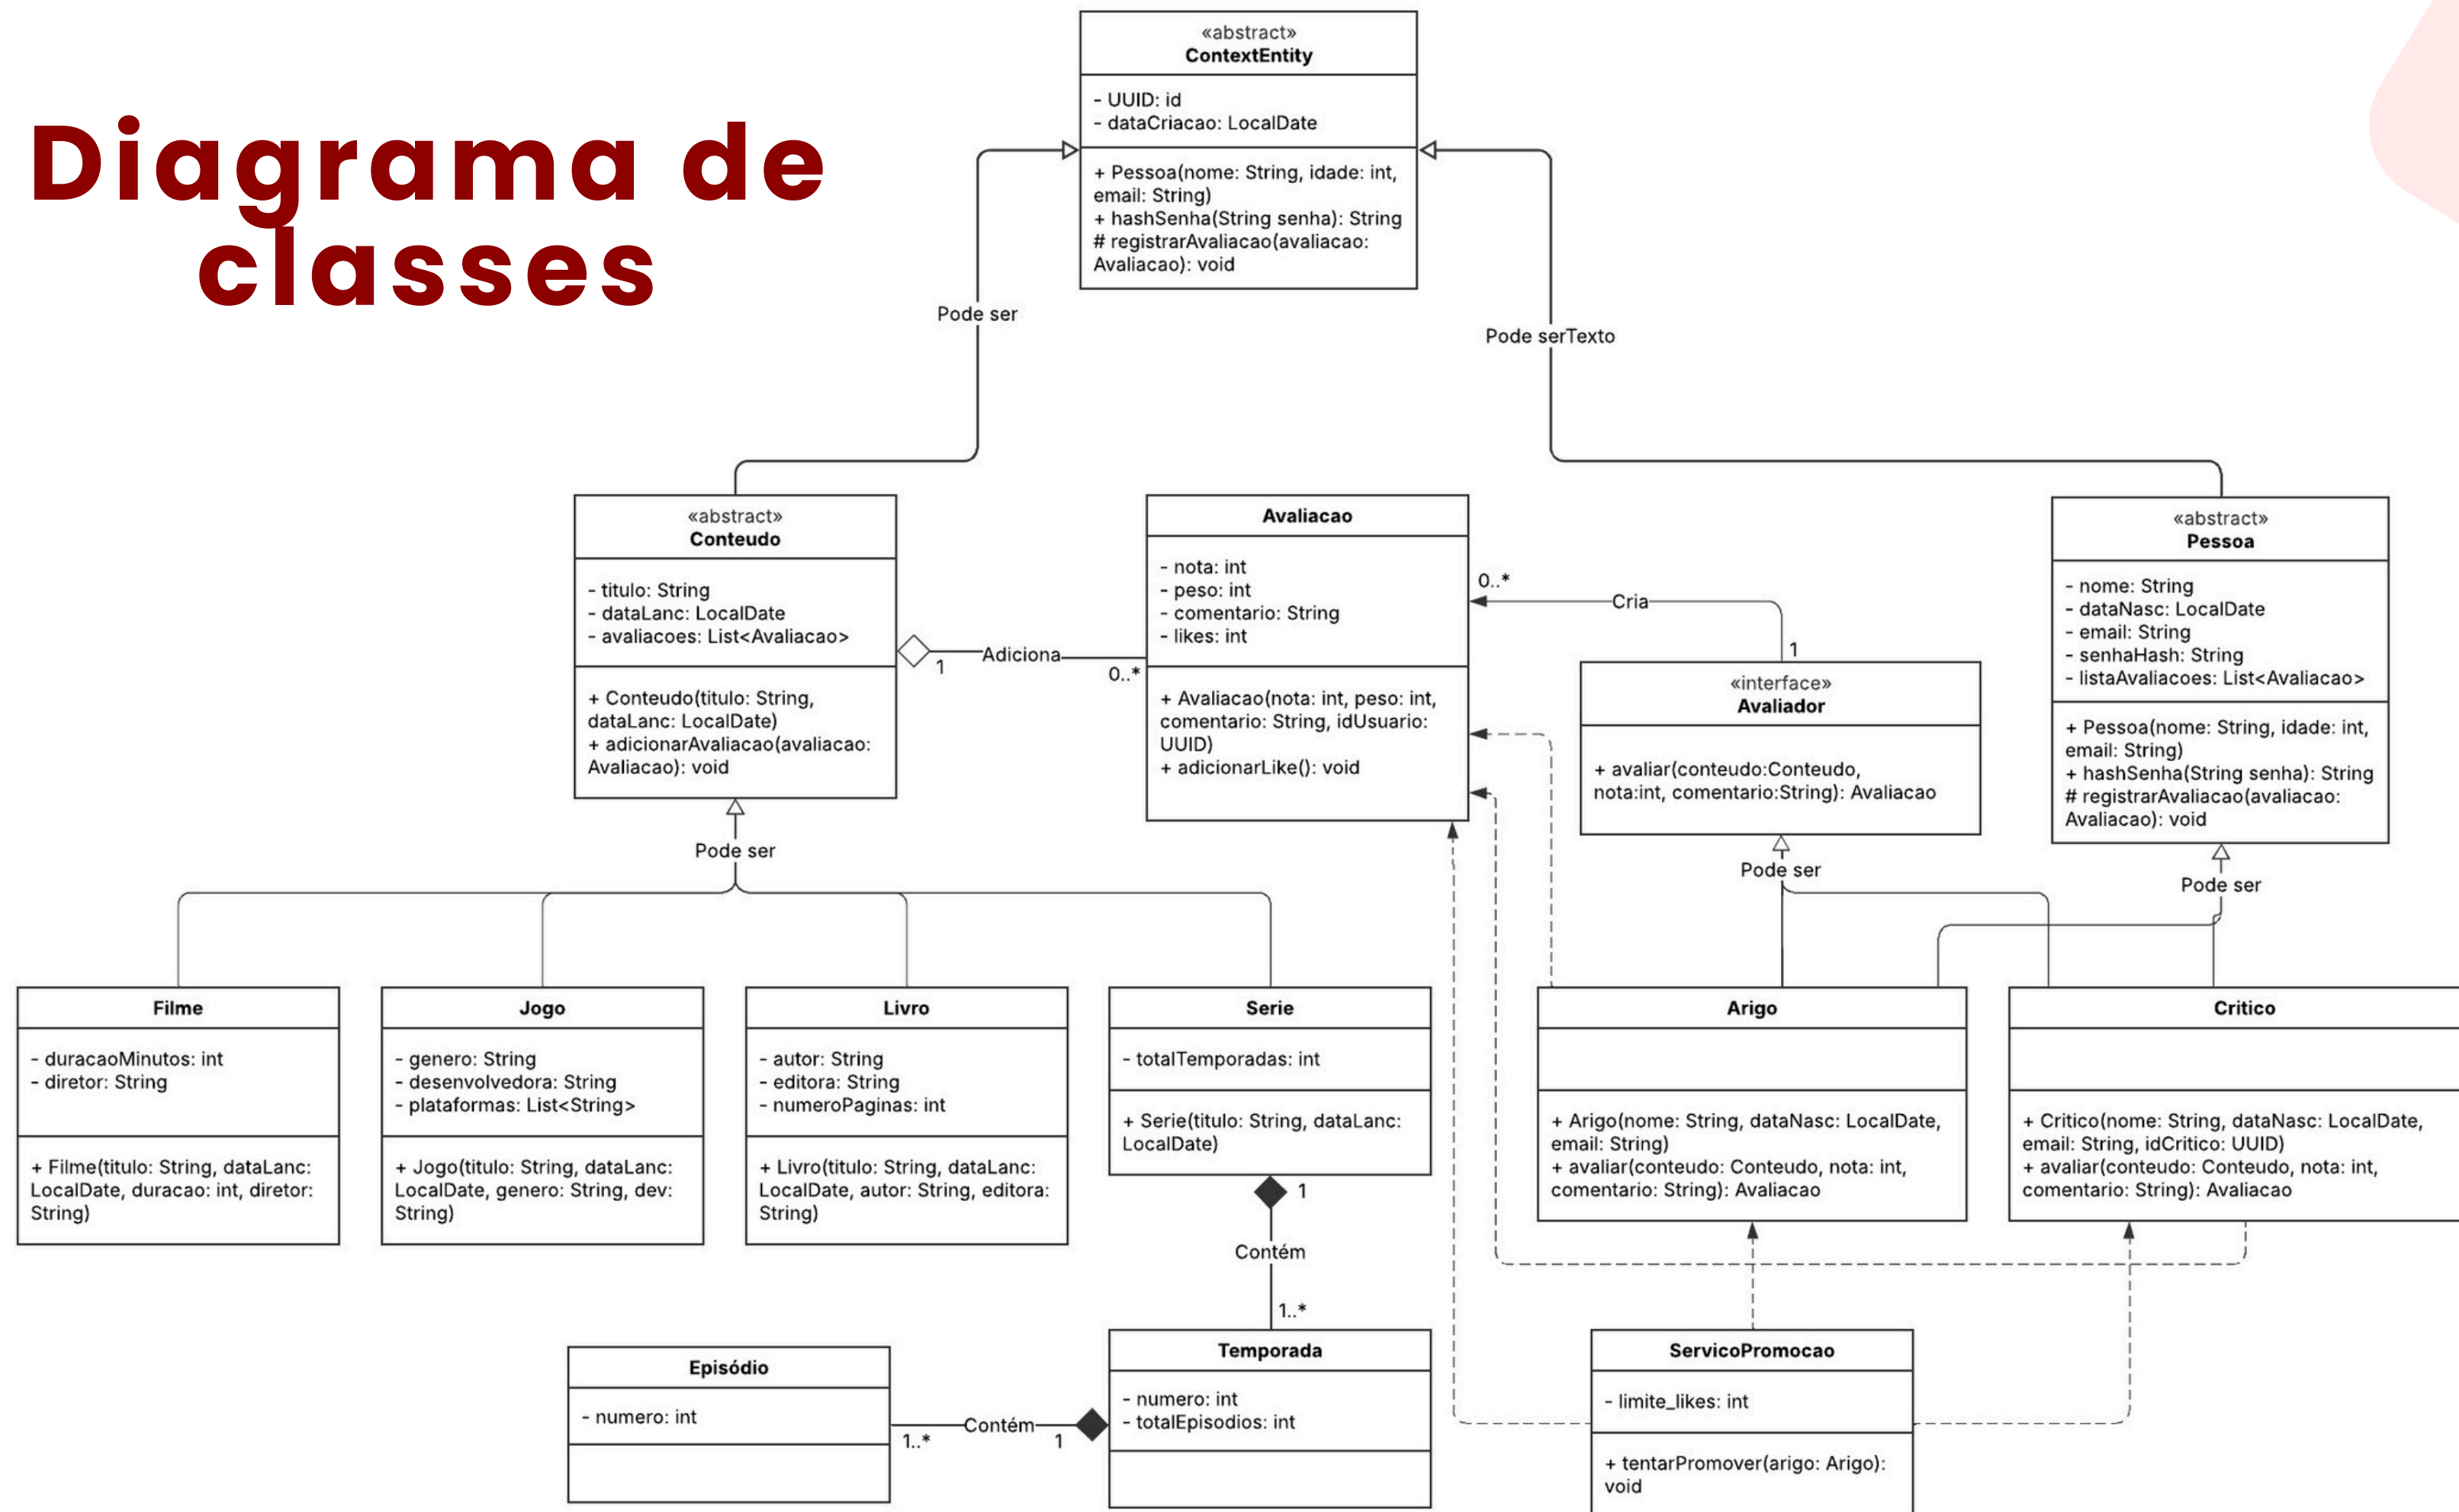 Diagrama de
classes
«abstract»
ContextEntity
- UUID: id
- dataCriacao: LocalDate
+ Pessoa(nome: String, idade: int,
email: String)
+ hashSenha(String senha): String
# registrarAvaliacao(avaliacao:
Avaliacao): void
Pode ser
Pode serTexto
«abstract»
Conteudo
- titulo: String
- dataLanc: LocalDate
- avaliacoes: List<Avaliacao>
+ Conteudo(titulo: String,
dataLanc: LocalDate)
+ adicionarAvaliacao(avaliacao:
Avaliacao): void
1
Adiciona
0..*
Avaliacao
- nota: int
- peso: int
- comentario: String
- likes: int
+ Avaliacao(nota: int, peso: int,
comentario: String, idUsuario:
UUID)
+ adicionarLike(): void
0..*
Cria
1
«interface»
Avaliador
+ avaliar(conteudo:Conteudo,
nota:int, comentario:String): Avaliacao
«abstract»
Pessoa
- nome: String
- dataNasc: LocalDate
- email: String
- senhaHash: String
- listaAvaliacoes: List<Avaliacao>
+ Pessoa(nome: String, idade: int,
email: String)
+ hashSenha(String senha): String
# registrarAvaliacao(avaliacao:
Avaliacao): void
Pode ser
Pode ser
Pode ser
Filme
- duracaoMinutos: int
- diretor: String
+ Filme(titulo: String, dataLanc:
LocalDate, duracao: int, diretor:
String)
Jogo
- genero: String
- desenvolvedora: String
- plataformas: List<String>
+ Jogo(titulo: String, dataLanc:
LocalDate, genero: String, dev:
String)
Livro
- autor: String
- editora: String
- numeroPaginas: int
+ Livro(titulo: String, dataLanc:
LocalDate, autor: String, editora:
String)
Serie
- totalTemporadas: int
+ Serie(titulo: String, dataLanc:
LocalDate)
Arigo
+ Arigo(nome: String, dataNasc: LocalDate,
email: String)
+ avaliar(conteudo: Conteudo, nota: int,
comentario: String): Avaliacao
Critico
+ Critico(nome: String, dataNasc: LocalDate,
email: String, idCritico: UUID)
+ avaliar(conteudo: Conteudo, nota: int,
comentario: String): Avaliacao
1
Contém
1..*
Episódio
- numero: int
1..*
Contém
1
Temporada
- numero: int
- totalEpisodios: int
ServicoPromocao
- limite_likes: int
+ tentarPromover(arigo: Arigo):
void